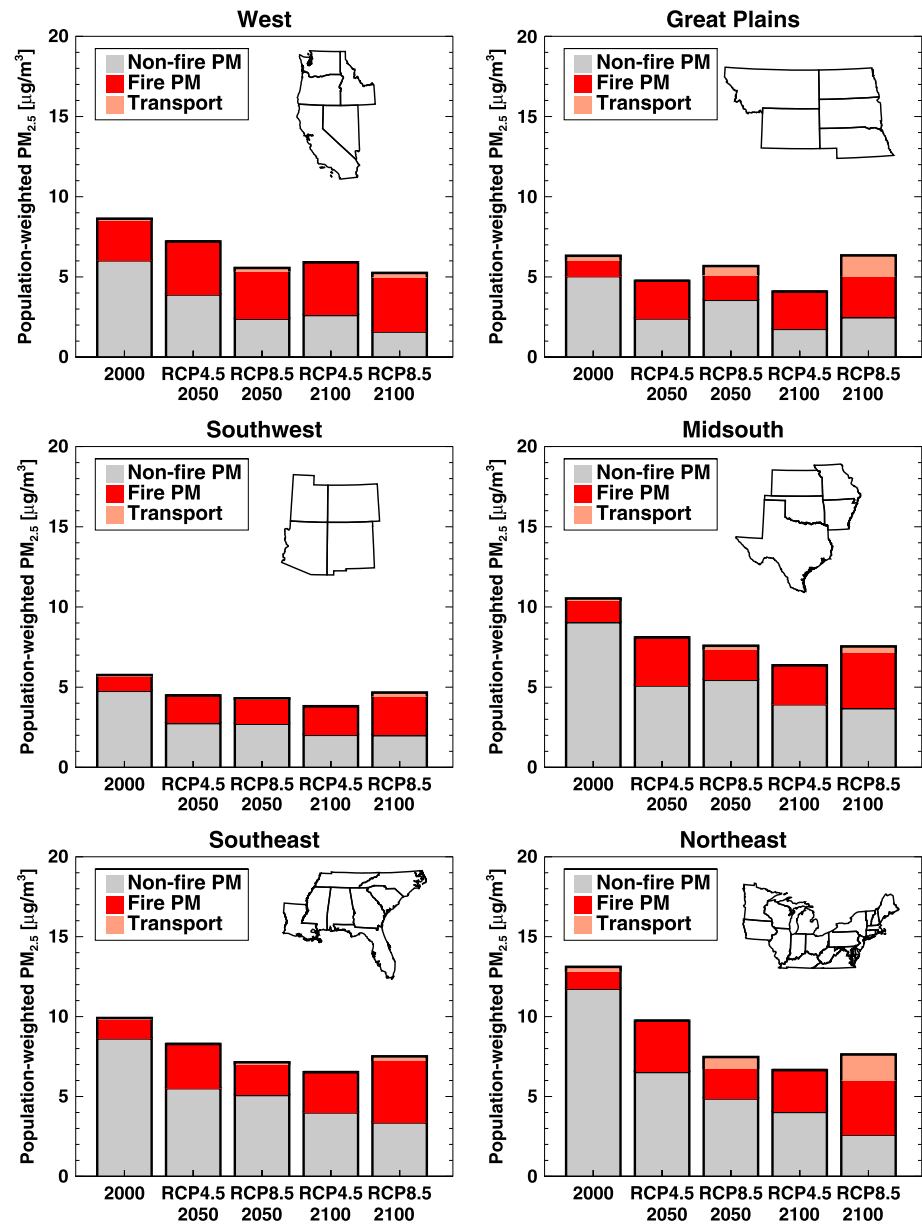 West
Population-weighted PM2.5 [μg/m³]
20
15
10
5
0
Non-fire PM
Fire PM
Transport
2000 RCP4.5 RCP8.5 RCP4.5 RCP8.5
2050 2050 2100 2100
Great Plains
Population-weighted PM2.5 [μg/m³]
20
15
10
5
0
Non-fire PM
Fire PM
Transport
2000 RCP4.5 RCP8.5 RCP4.5 RCP8.5
2050 2050 2100 2100
Southwest
Population-weighted PM2.5 [μg/m³]
20
15
10
5
0
Non-fire PM
Fire PM
Transport
2000 RCP4.5 RCP8.5 RCP4.5 RCP8.5
2050 2050 2100 2100
Midsouth
Population-weighted PM2.5 [μg/m³]
20
15
10
5
0
Non-fire PM
Fire PM
Transport
2000 RCP4.5 RCP8.5 RCP4.5 RCP8.5
2050 2050 2100 2100
Southeast
Population-weighted PM2.5 [μg/m³]
20
15
10
5
0
Non-fire PM
Fire PM
Transport
2000 RCP4.5 RCP8.5 RCP4.5 RCP8.5
2050 2050 2100 2100
Northeast
Population-weighted PM2.5 [μg/m³]
20
15
10
5
0
Non-fire PM
Fire PM
Transport
2000 RCP4.5 RCP8.5 RCP4.5 RCP8.5
2050 2050 2100 2100